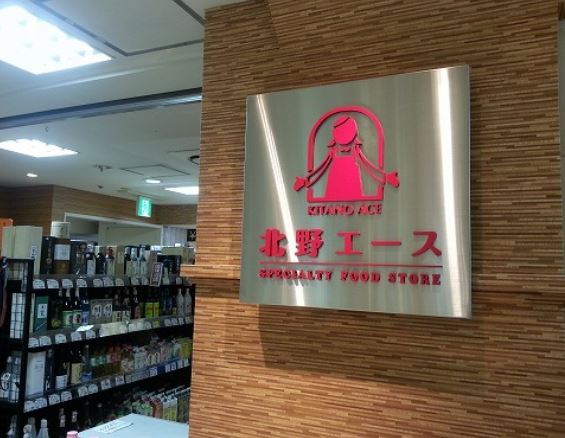 KITANO ACE
北野エース
SPECIALTY FOOD STORE